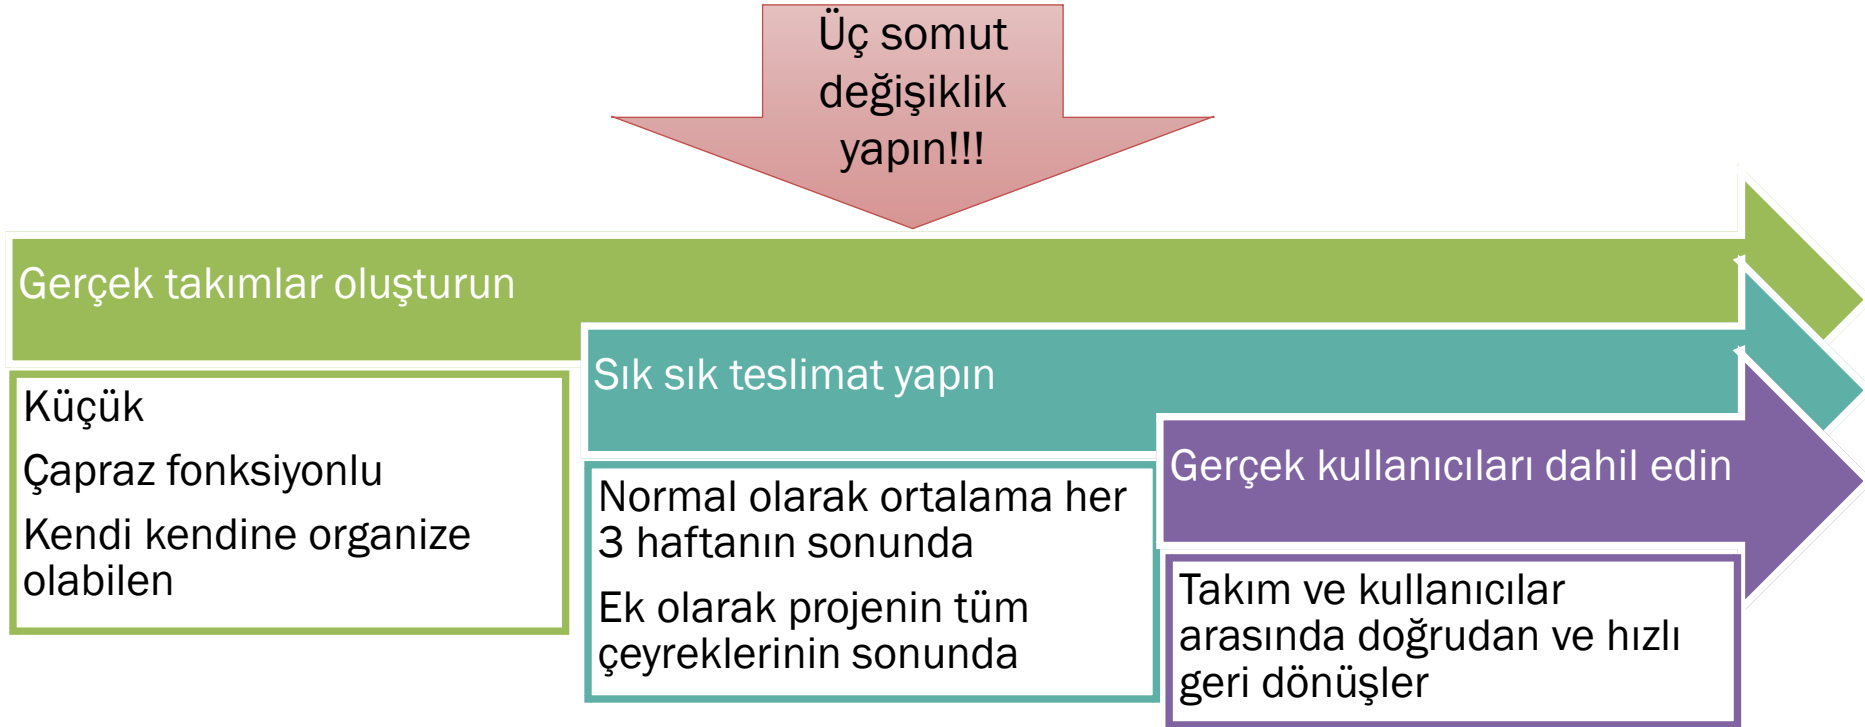 Üç somut
değişiklik
yapın!!!
Gerçek takımlar oluşturun
Küçük
Çapraz fonksiyonlu
Kendi kendine organize
olabilen
Sık sık teslimat yapın
Normal olarak ortalama her
3 haftanın sonunda
Ek olarak projenin tüm
çeyreklerinin sonunda
Gerçek kullanıcıları dahil edin
Takım ve kullanıcılar
arasında doğrudan ve hızlı
geri dönüşler